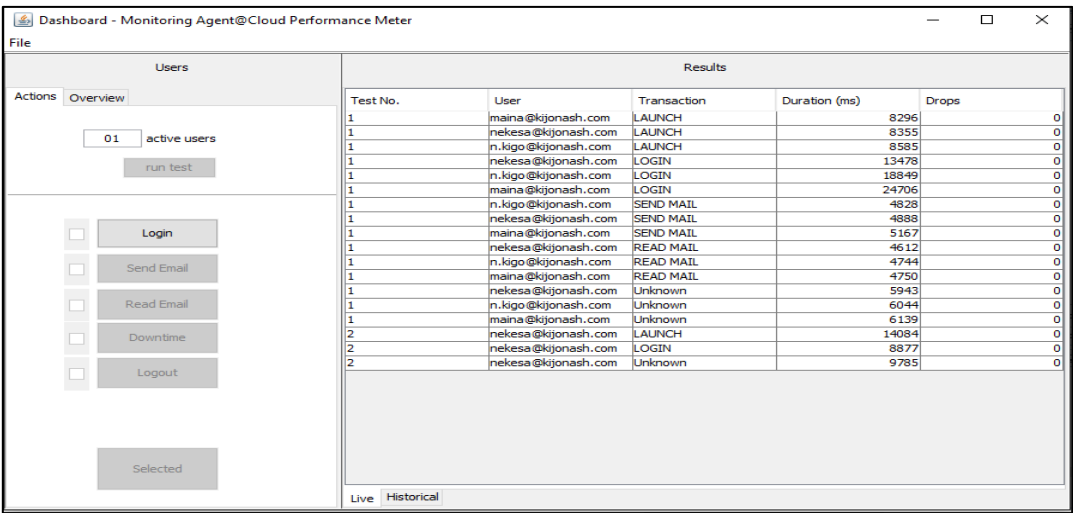 Dashboard - Monitoring Agent@Cloud Performance Meter
File
Users
Actions Overview
01 active users
run test
Login
Send Email
Read Email
Downtime
Logout
Selected
Results
Test No. User Transaction Duration (ms) Drops
1 maina@kijonash.com LAUNCH 8296 0
1 nekesa@kijonash.com LAUNCH 8355 0
1 n.kigo@kijonash.com LAUNCH 8585 0
1 nekesa@kijonash.com LOGIN 13478 0
1 n.kigo@kijonash.com LOGIN 18849 0
1 maina@kijonash.com LOGIN 24706 0
1 n.kigo@kijonash.com SEND MAIL 4828 0
1 nekesa@kijonash.com SEND MAIL 4888 0
1 maina@kijonash.com SEND MAIL 5167 0
1 nekesa@kijonash.com READ MAIL 4612 0
1 n.kigo@kijonash.com READ MAIL 4744 0
1 maina@kijonash.com READ MAIL 4750 0
1 nekesa@kijonash.com Unknown 5943 0
1 n.kigo@kijonash.com Unknown 6044 0
1 maina@kijonash.com Unknown 6139 0
2 nekesa@kijonash.com LAUNCH 14084 0
2 nekesa@kijonash.com LOGIN 8877 0
2 nekesa@kijonash.com Unknown 9785 0
Live Historical